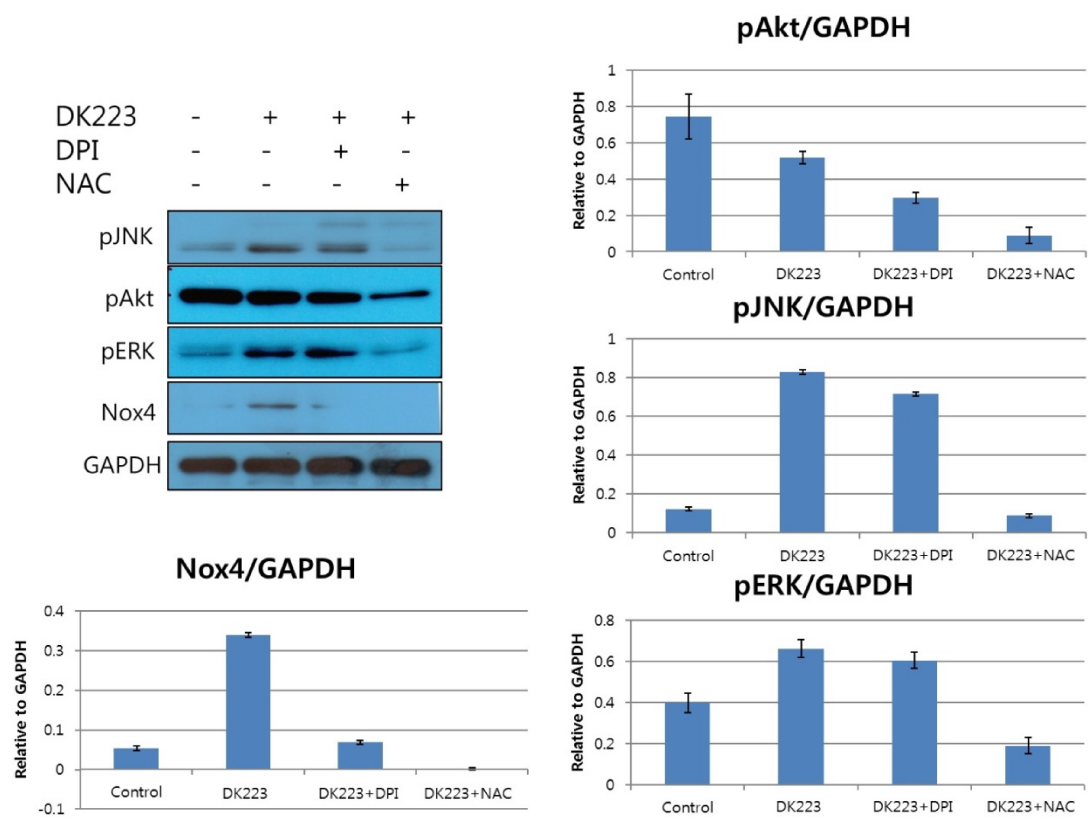 DK223 - + + +
DPI - - + -
NAC - - - +
pJNK
pAkt
pERK
Nox4
GAPDH
pAkt/GAPDH
Relative to GAPDH
1
0.8
0.6
0.4
0.2
0
Control DK223 DK223+DPI DK223+NAC
pJNK/GAPDH
Relative to GAPDH
1
0.8
0.6
0.4
0.2
0
Control DK223 DK223+DPI DK223+NAC
Nox4/GAPDH
Relative to GAPDH
0.4
0.3
0.2
0.1
0
-0.1
Control DK223 DK223+DPI DK223+NAC
pERK/GAPDH
Relative to GAPDH
0.8
0.6
0.4
0.2
0
Control DK223 DK223+DPI DK223+NAC